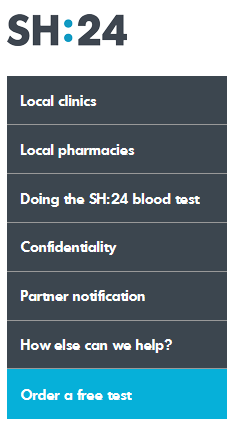 SH:24
Local clinics
Local pharmacies
Doing the SH:24 blood test
Confidentiality
Partner notification
How else can we help?
Order a free test